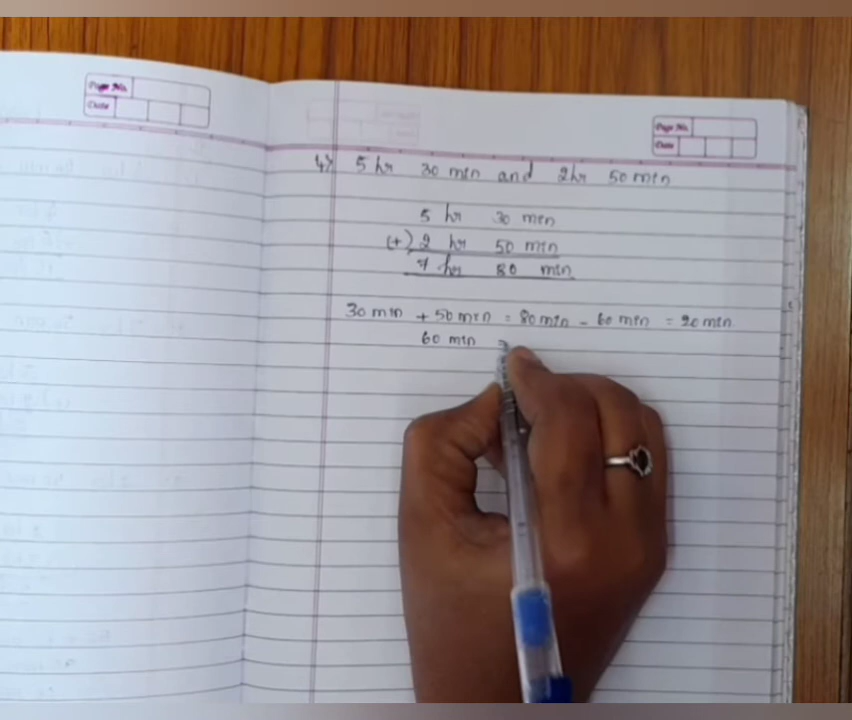 Page No.
Date
Page No.
Date
4) 5 hr 30 min and 2hr 50 min
5 hr 30 min
(+) 2 hr 50 min
7 hr 80 min
30 min + 50 min = 80 min - 60 min = 20 min
60 min =